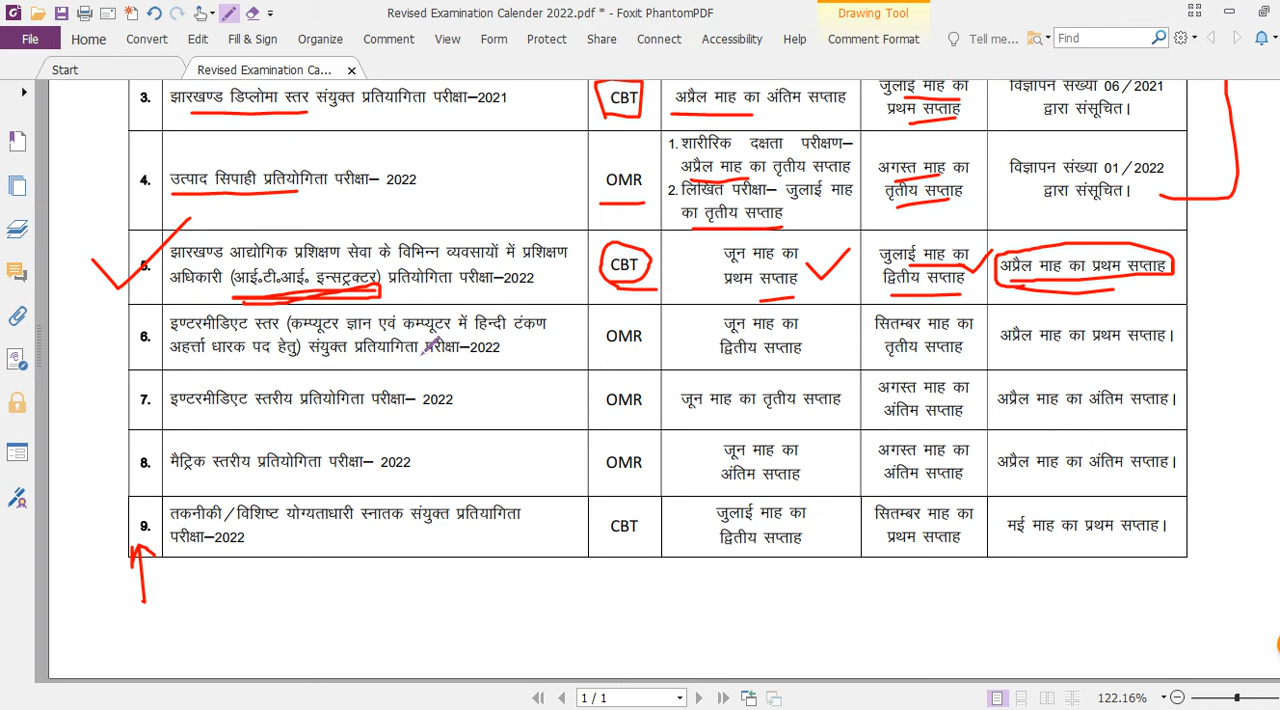 Revised Examination Calender 2022.pdf * - Foxit PhantomPDF
Drawing Tool
File Home Convert Edit Fill & Sign Organize Comment View Form Protect Share Connect Accessibility Help Comment Format Tell me... Find
Start
Revised Examination Ca...
3. झारखण्ड डिप्लोमा स्तर संयुक्त प्रतियागिता परीक्षा–2021 CBT अप्रैल माह का अंतिम सप्ताह
जुलाई माह का
प्रथम सप्ताह
विज्ञापन संख्या 06/2021
द्वारा संसूचित।
4. उत्पाद सिपाही प्रतियोगिता परीक्षा– 2022 OMR
1. शारीरिक दक्षता परीक्षण–
अप्रैल माह का तृतीय सप्ताह
2. लिखित परीक्षा– जुलाई माह
का तृतीय सप्ताह
अगस्त माह का
तृतीय सप्ताह
विज्ञापन संख्या 01/2022
द्वारा संसूचित।
5. झारखण्ड आद्योगिक प्रशिक्षण सेवा के विभिन्न व्यवसायों में प्रशिक्षण
अधिकारी (आई.टी.आई. इन्सट्रक्टर) प्रतियोगिता परीक्षा–2022
CBT
जून माह का
प्रथम सप्ताह
जुलाई माह का
द्वितीय सप्ताह
अप्रैल माह का प्रथम सप्ताह
6. इण्टरमीडिएट स्तर (कम्प्यूटर ज्ञान एवं कम्प्यूटर में हिन्दी टंकण
अहर्त्ता धारक पद हेतु) संयुक्त प्रतियागिता परीक्षा–2022
OMR
जून माह का
द्वितीय सप्ताह
सितम्बर माह का
तृतीय सप्ताह
अप्रैल माह का प्रथम सप्ताह।
7. इण्टरमीडिएट स्तरीय प्रतियोगिता परीक्षा– 2022 OMR जून माह का तृतीय सप्ताह
अगस्त माह का
अंतिम सप्ताह
अप्रैल माह का अंतिम सप्ताह।
8. मैट्रिक स्तरीय प्रतियोगिता परीक्षा– 2022 OMR
जून माह का
अंतिम सप्ताह
अगस्त माह का
अंतिम सप्ताह
अप्रैल माह का अंतिम सप्ताह।
9. तकनीकी/विशिष्ट योग्यताधारी स्नातक संयुक्त प्रतियागिता
परीक्षा–2022
CBT
जुलाई माह का
द्वितीय सप्ताह
सितम्बर माह का
प्रथम सप्ताह
मई माह का प्रथम सप्ताह।
1 / 1
122.16%